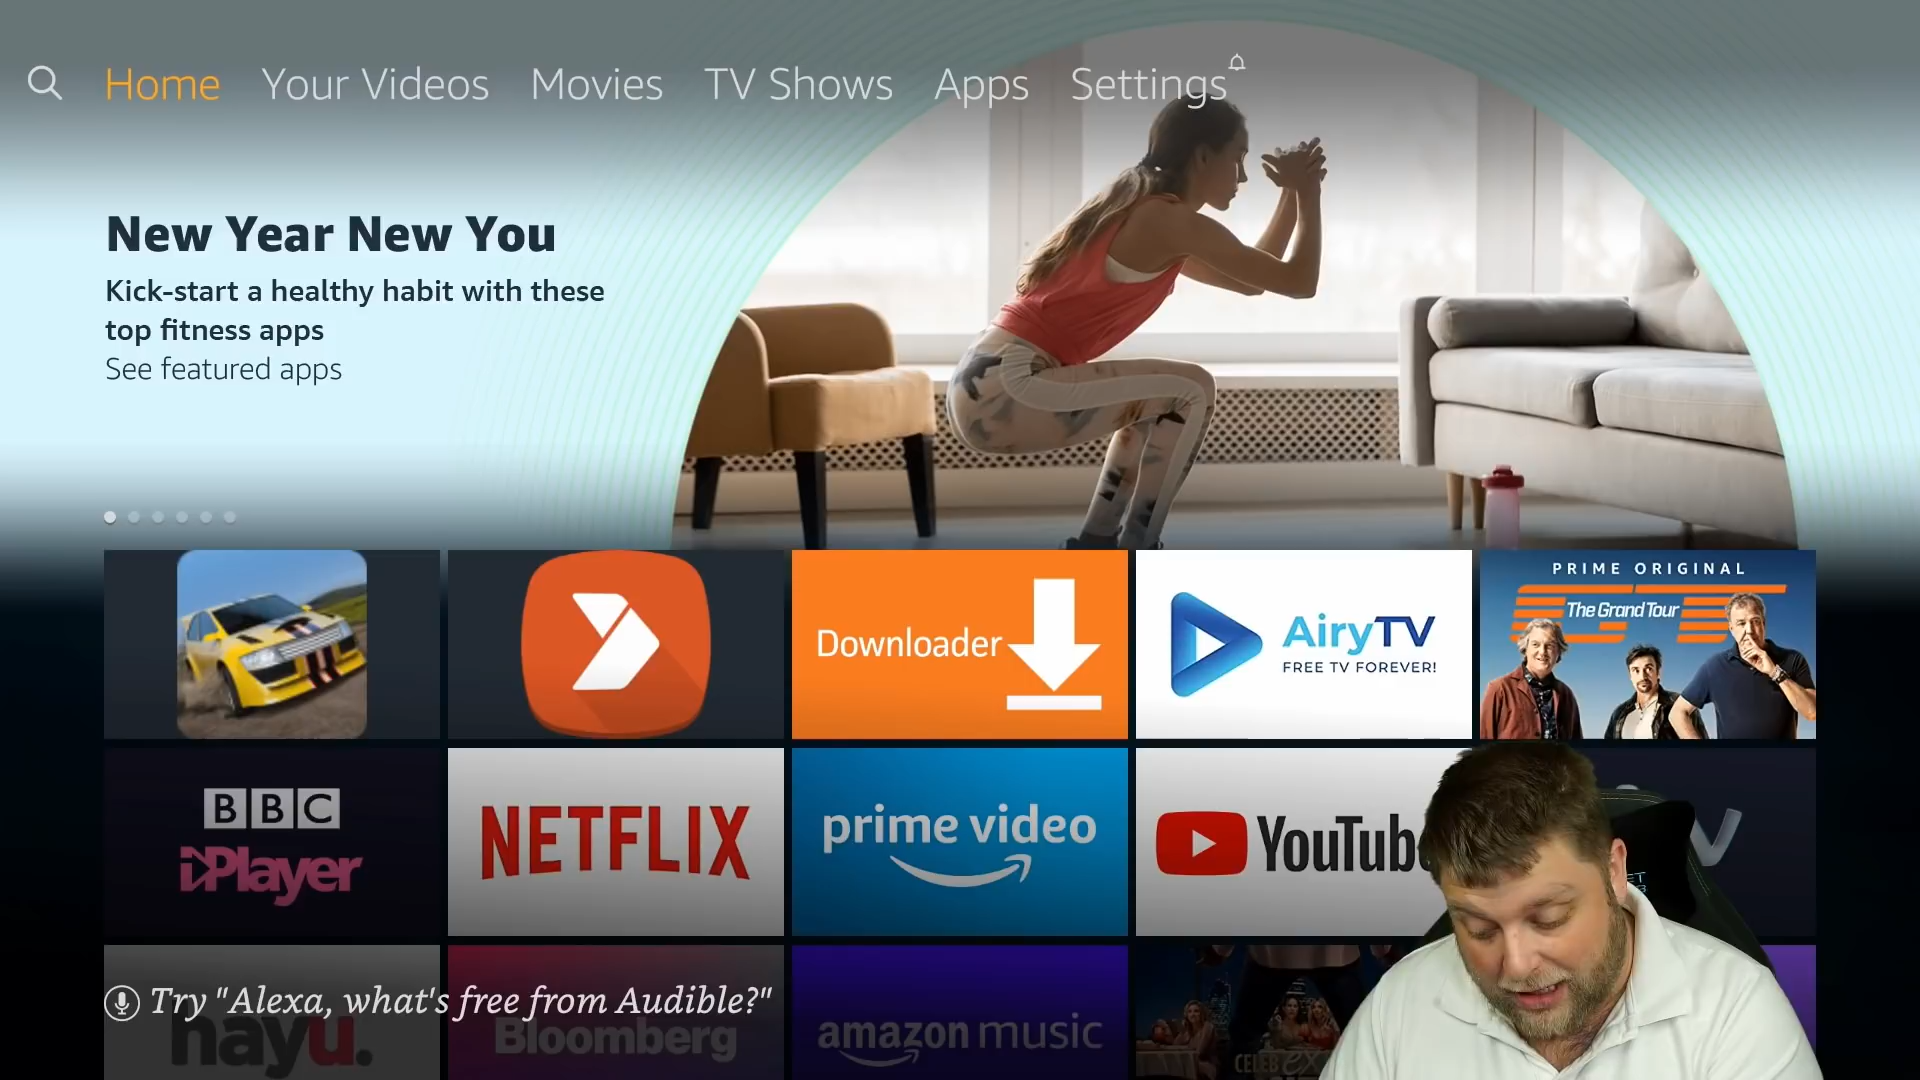 Home Your Videos Movies TV Shows Apps Settings
New Year New You
Kick-start a healthy habit with these
top fitness apps
See featured apps
Downloader
AiryTV
FREE TV FOREVER!
PRIME ORIGINAL
The Grand Tour
BBC
iPlayer
NETFLIX
prime video
YouTube
Try "Alexa, what's free from Audible?"
hayu.
Bloomberg
amazon music
CELEB